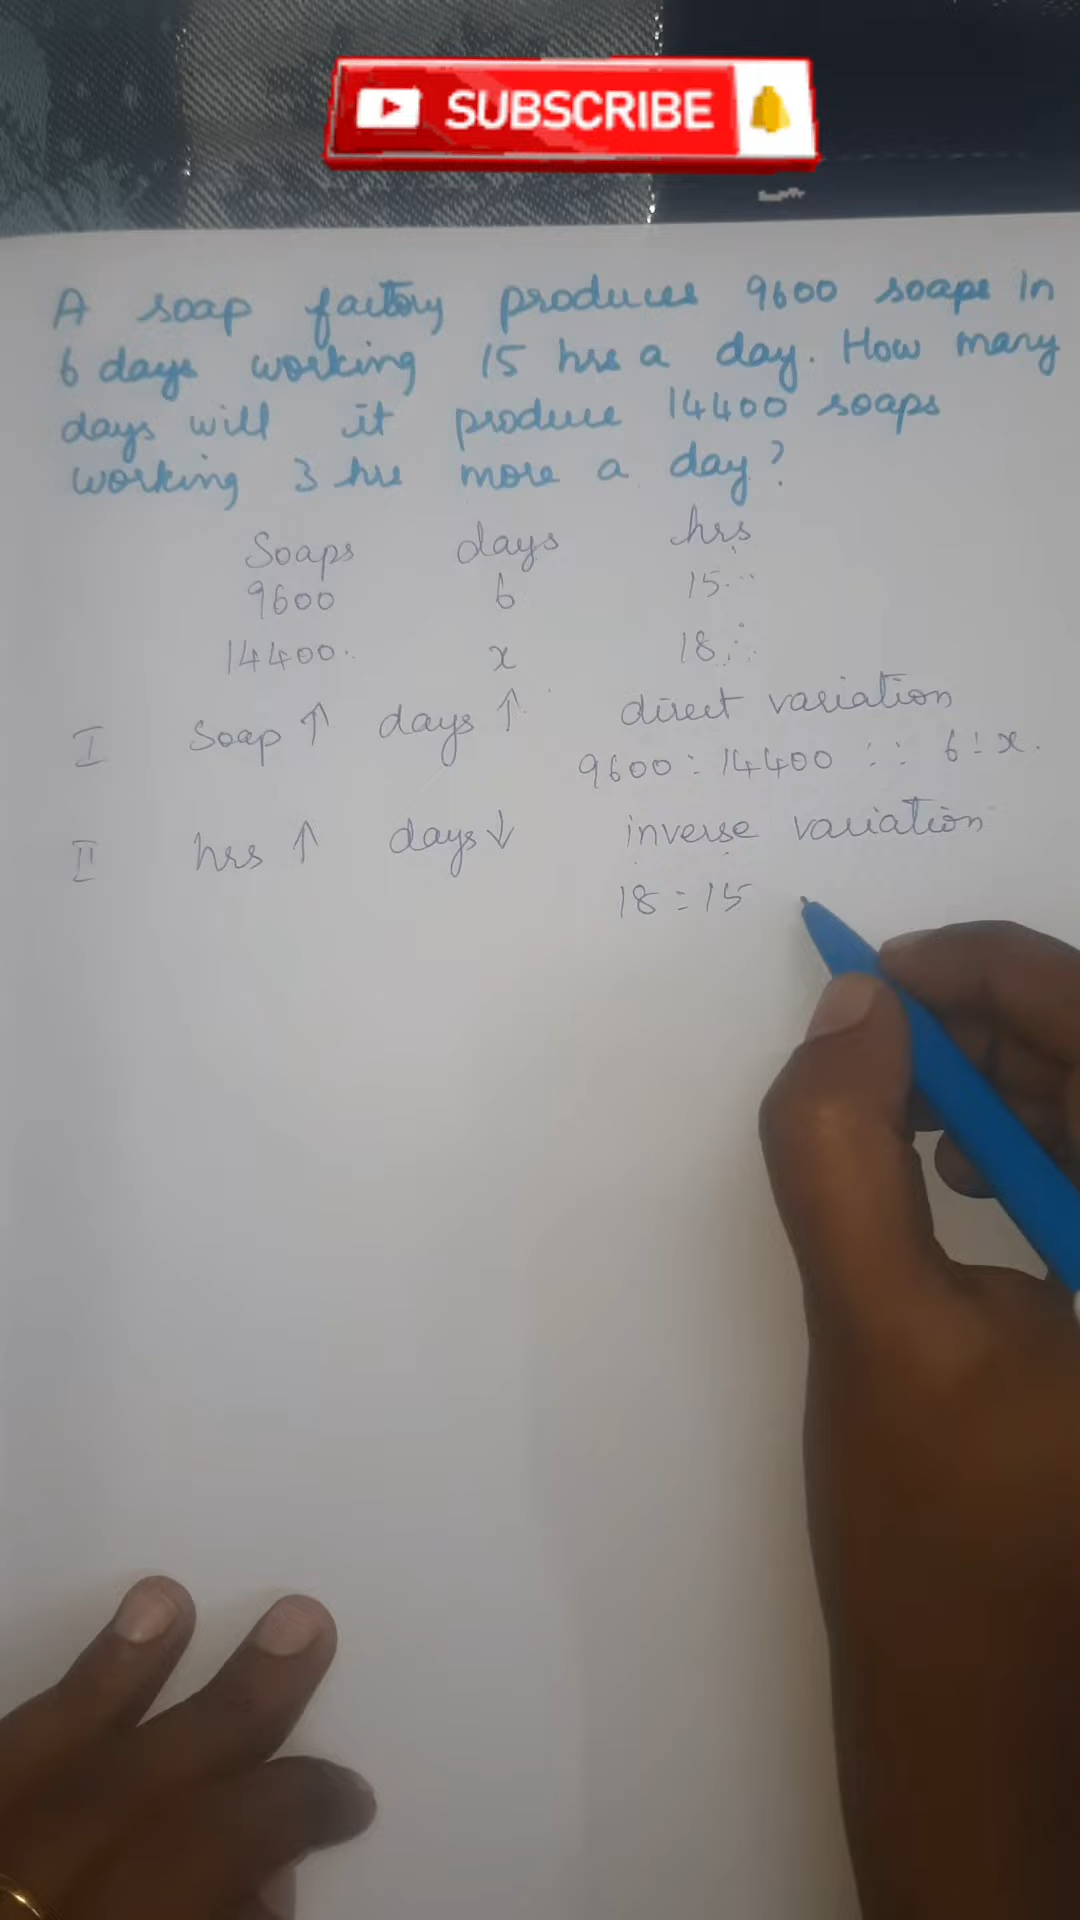 SUBSCRIBE
A soap factory produces 9600 soaps in
6 days working 15 hrs a day. How many
days will it produce 14400 soaps
working 3 hrs more a day?
Soaps days hrs
9600 6 15
14400 x 18
I Soap ↑ days ↑ direct variation
9600 : 14400 :: 6 : x.
II hrs ↑ days ↓ inverse variation
18 : 15